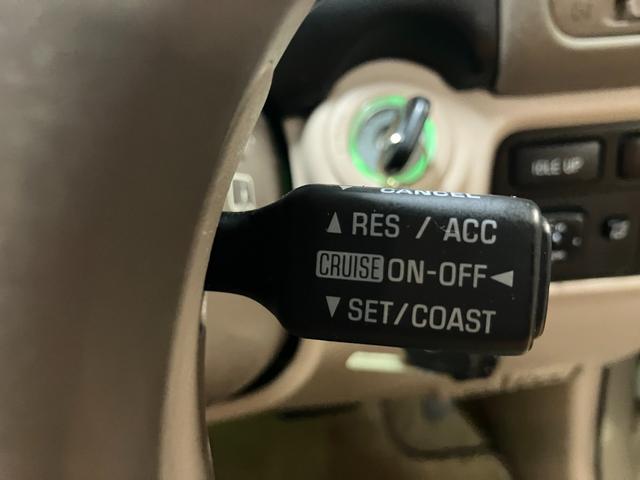 IDLE UP
▼ CANCEL
▲ RES / ACC
CRUISE ON-OFF ◄
▼ SET/COAST